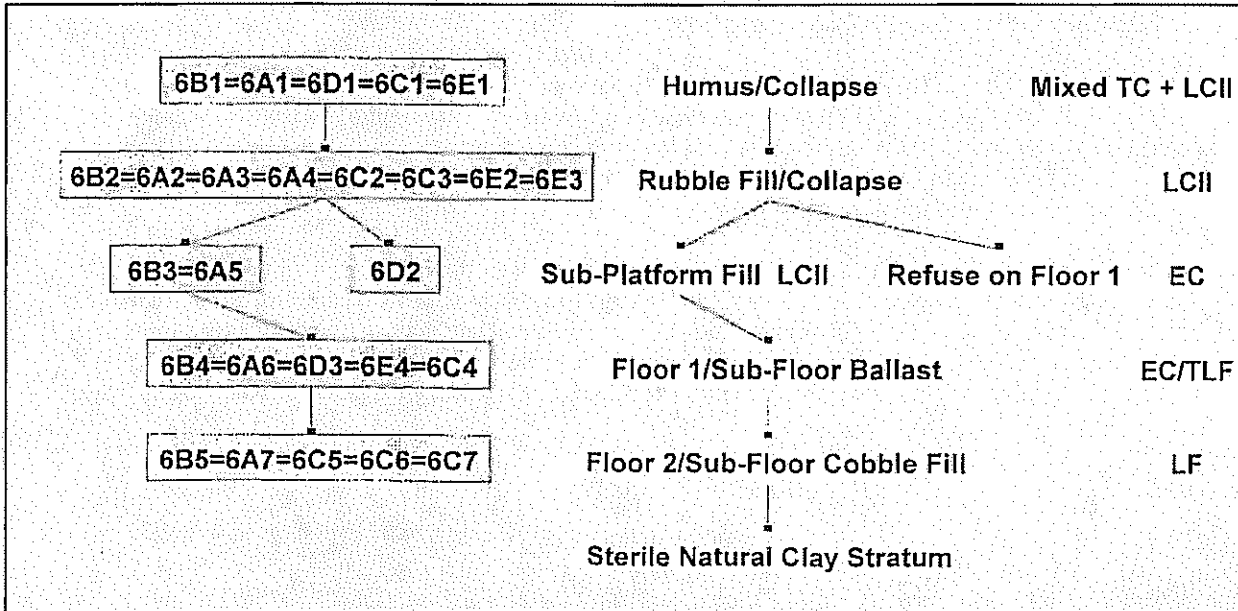 6B1=6A1=6D1=6C1=6E1 Humus/Collapse Mixed TC + LCII
6B2=6A2=6A3=6A4=6C2=6C3=6E2=6E3 Rubble Fill/Collapse LCII
6B3=6A5 6D2 Sub-Platform Fill LCII Refuse on Floor 1 EC
6B4=6A6=6D3=6E4=6C4 Floor 1/Sub-Floor Ballast EC/TLF
6B5=6A7=6C5=6C6=6C7 Floor 2/Sub-Floor Cobble Fill LF
Sterile Natural Clay Stratum